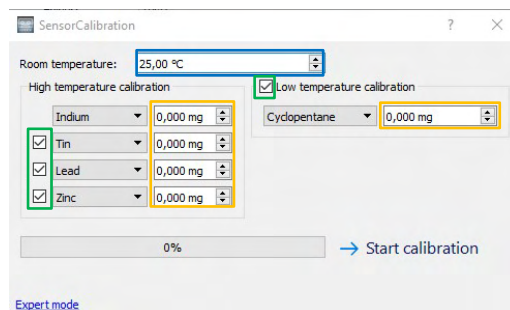 SensorCalibration ?
Room temperature: 25,00 ºC
High temperature calibration
Low temperature calibration
Indium 0,000 mg
Cyclopentane 0,000 mg
Tin 0,000 mg
Lead 0,000 mg
Zinc 0,000 mg
0%
→ Start calibration
Expert mode